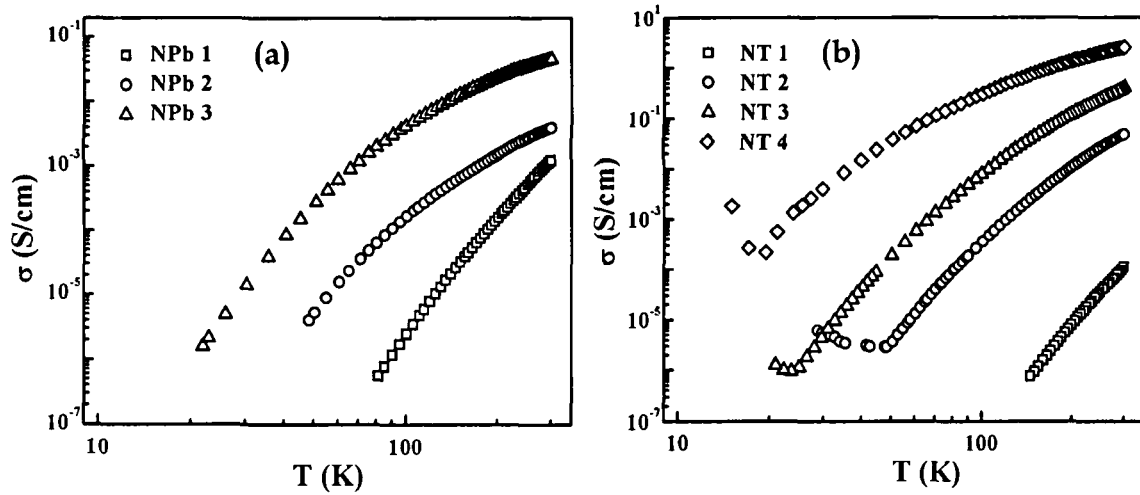 (a)
NPb 1
NPb 2
NPb 3
10⁻¹
10⁻³
10⁻⁵
10⁻⁷
σ (S/cm)
10
100
T (K)
(b)
NT 1
NT 2
NT 3
NT 4
10¹
10⁻¹
10⁻³
10⁻⁵
10⁻⁷
σ (S/cm)
10
100
T (K)